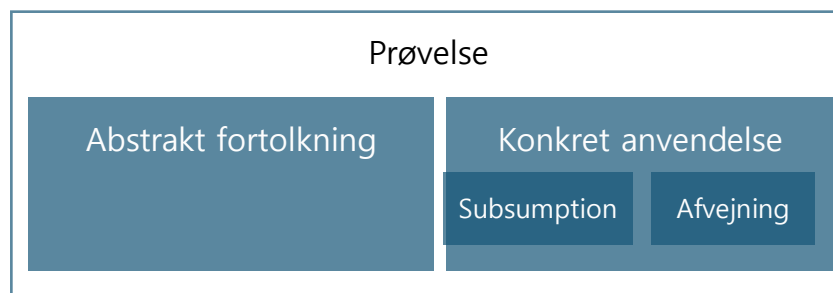 Prøvelse
Abstrakt fortolkning
Konkret anvendelse
Subsumption
Afvejning